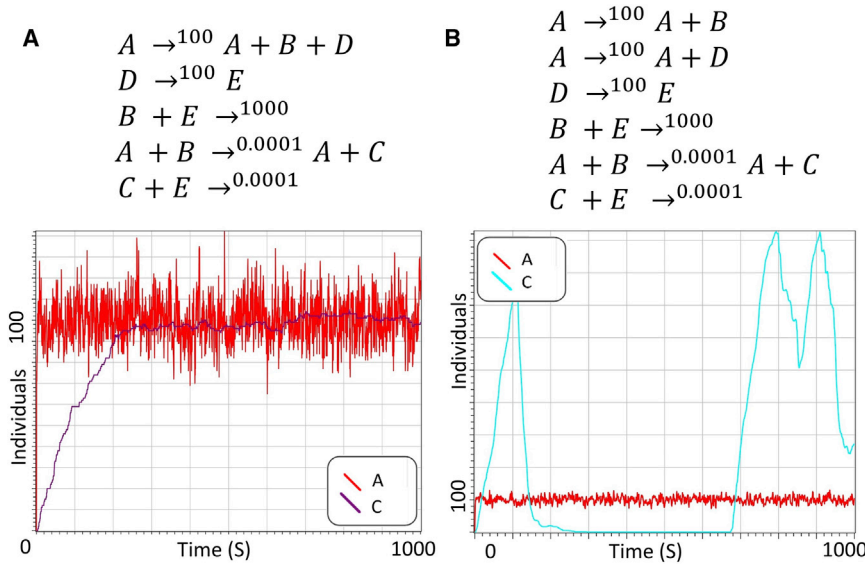 A
A →^100 A + B + D
D →^100 E
B + E →^1000
A + B →^0.0001 A + C
C + E →^0.0001
Individuals
100
A
C
0
Time (S)
1000
B
A →^100 A + B
A →^100 A + D
D →^100 E
B + E →^1000
A + B →^0.0001 A + C
C + E →^0.0001
A
C
Individuals
100
0
Time (S)
1000